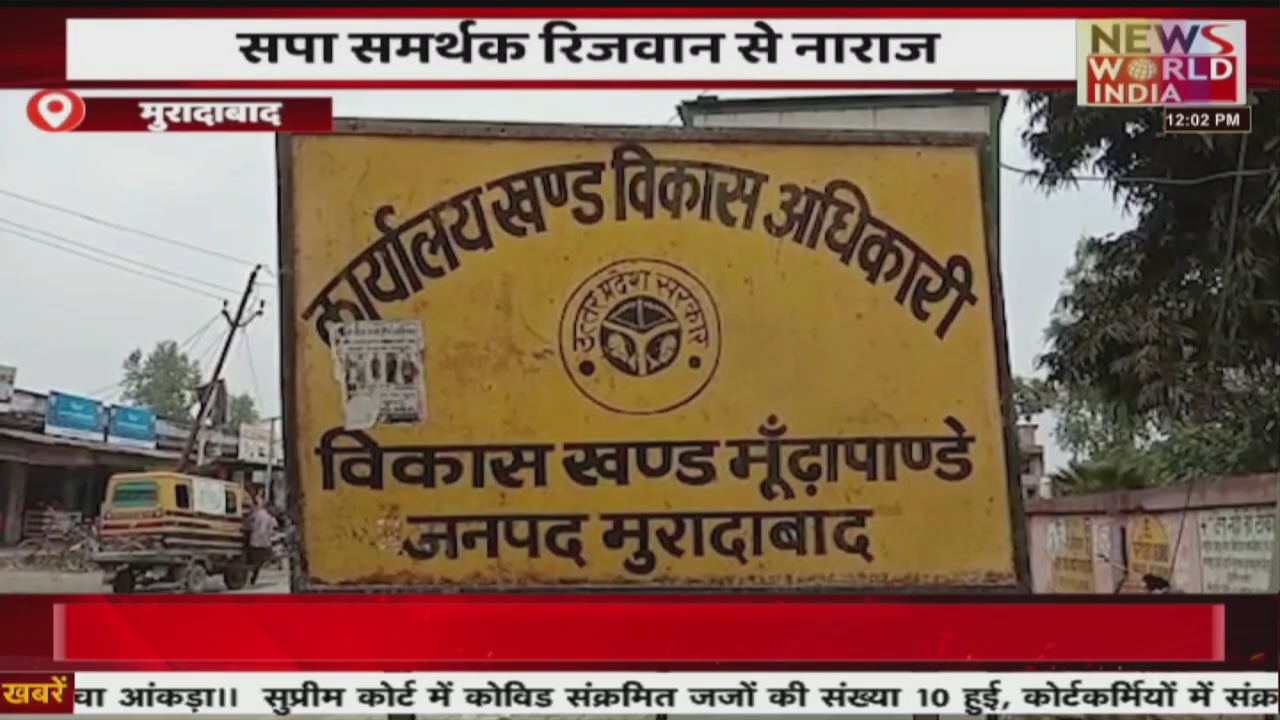 सपा समर्थक रिजवान से नाराज
NEWS
WORLD
INDIA
12:02 PM
मुरादाबाद
कार्यालय खण्ड विकास अधिकारी
उत्तर प्रदेश सरकार
विकास खण्ड मूँढ़ापाण्डे
जनपद मुरादाबाद
खबरें
चा आंकड़ा।। सुप्रीम कोर्ट में कोविड संक्रमित जजों की संख्या 10 हुई, कोर्टकर्मियों में संक्र